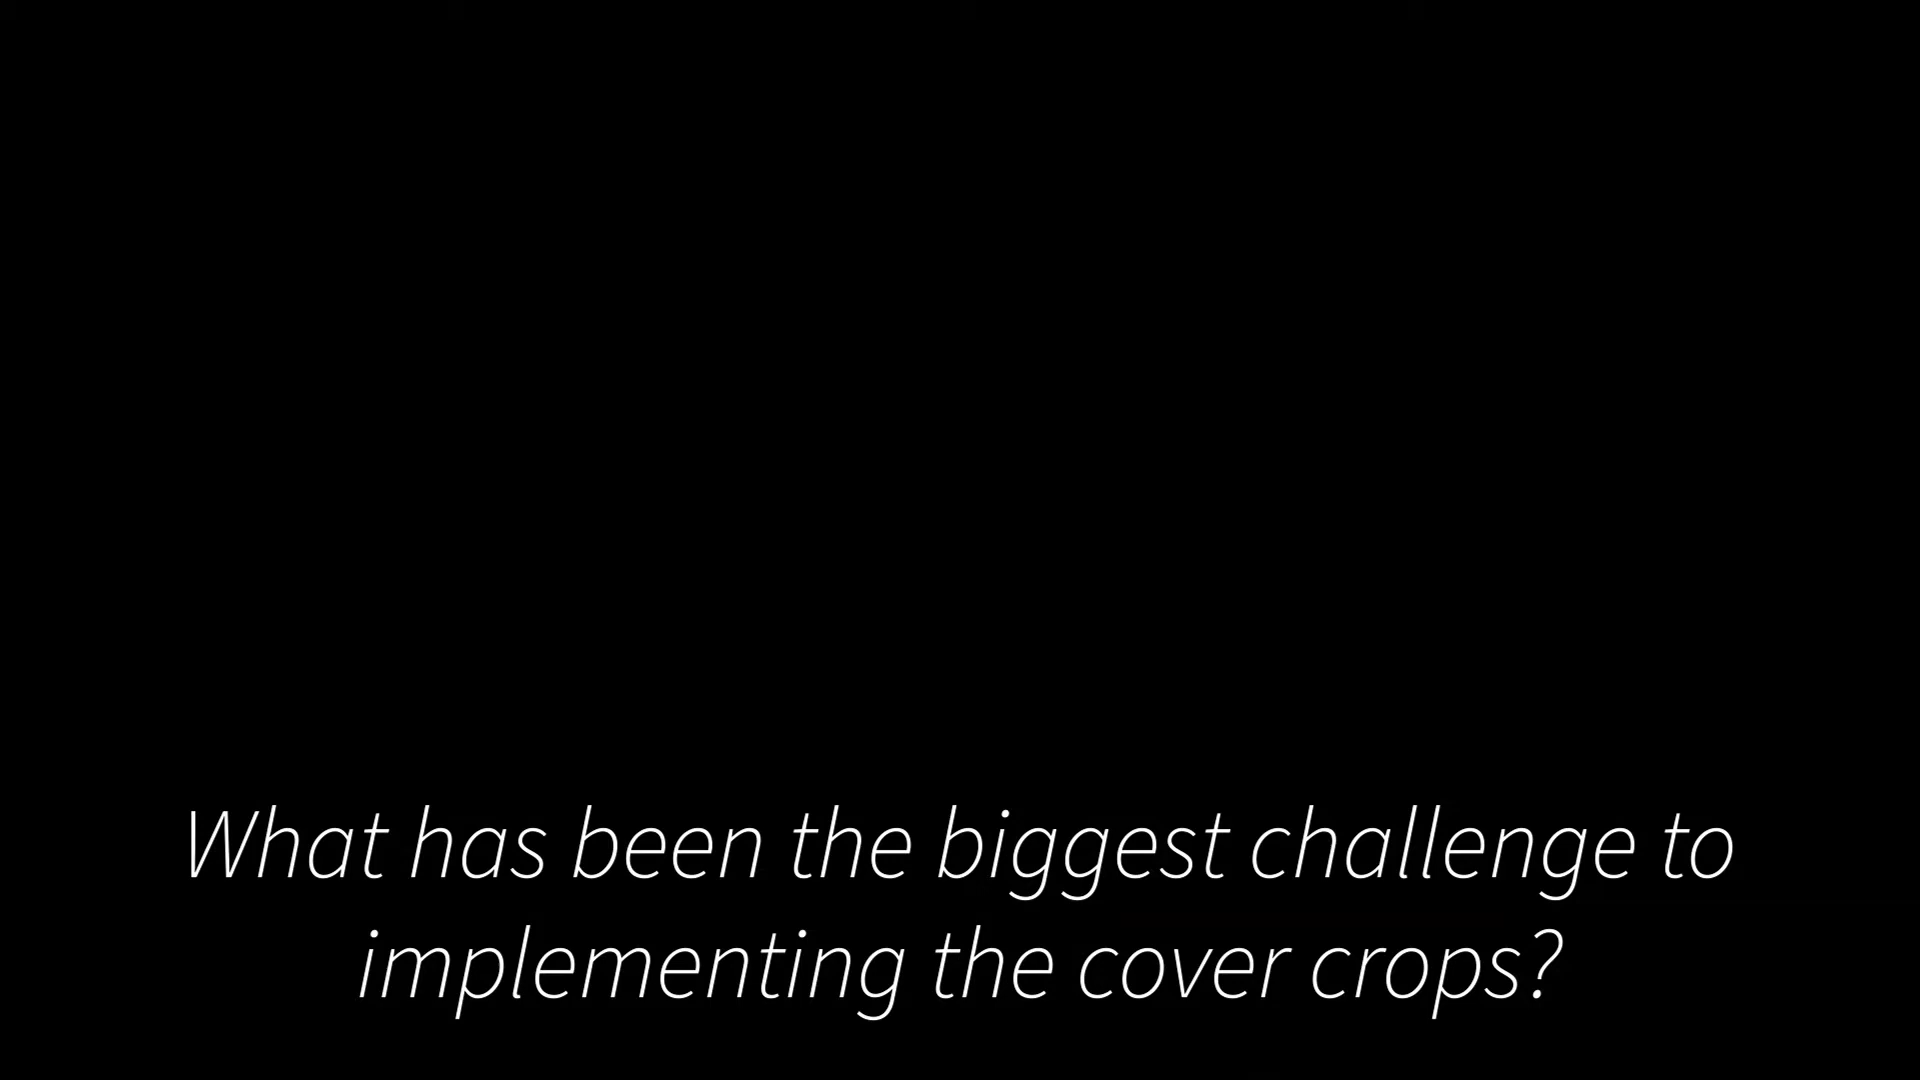 What has been the biggest challenge to
implementing the cover crops?